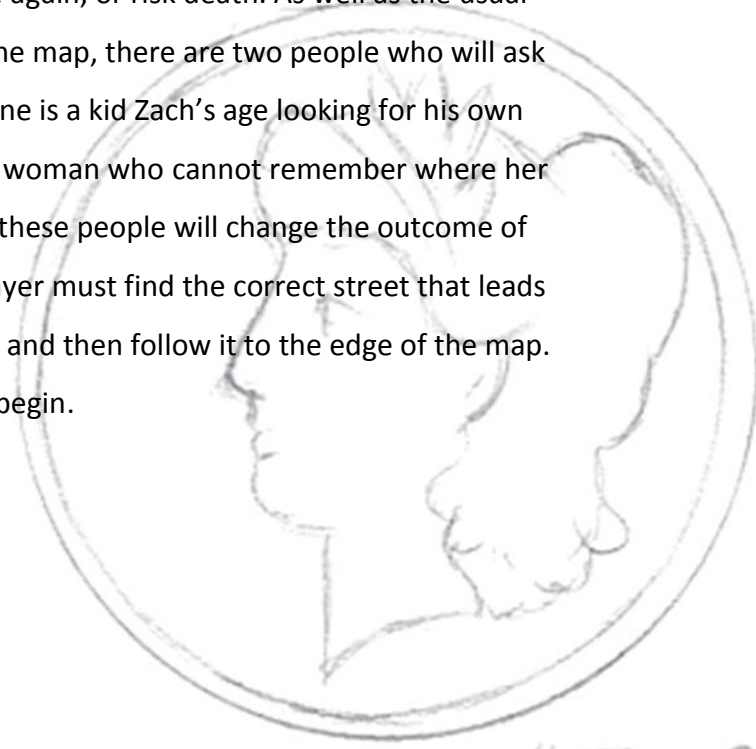 again, or risk death. As well as the usual
he map, there are two people who will ask
ne is a kid Zach’s age looking for his own
woman who cannot remember where her
these people will change the outcome of
yer must find the correct street that leads
and then follow it to the edge of the map.
begin.